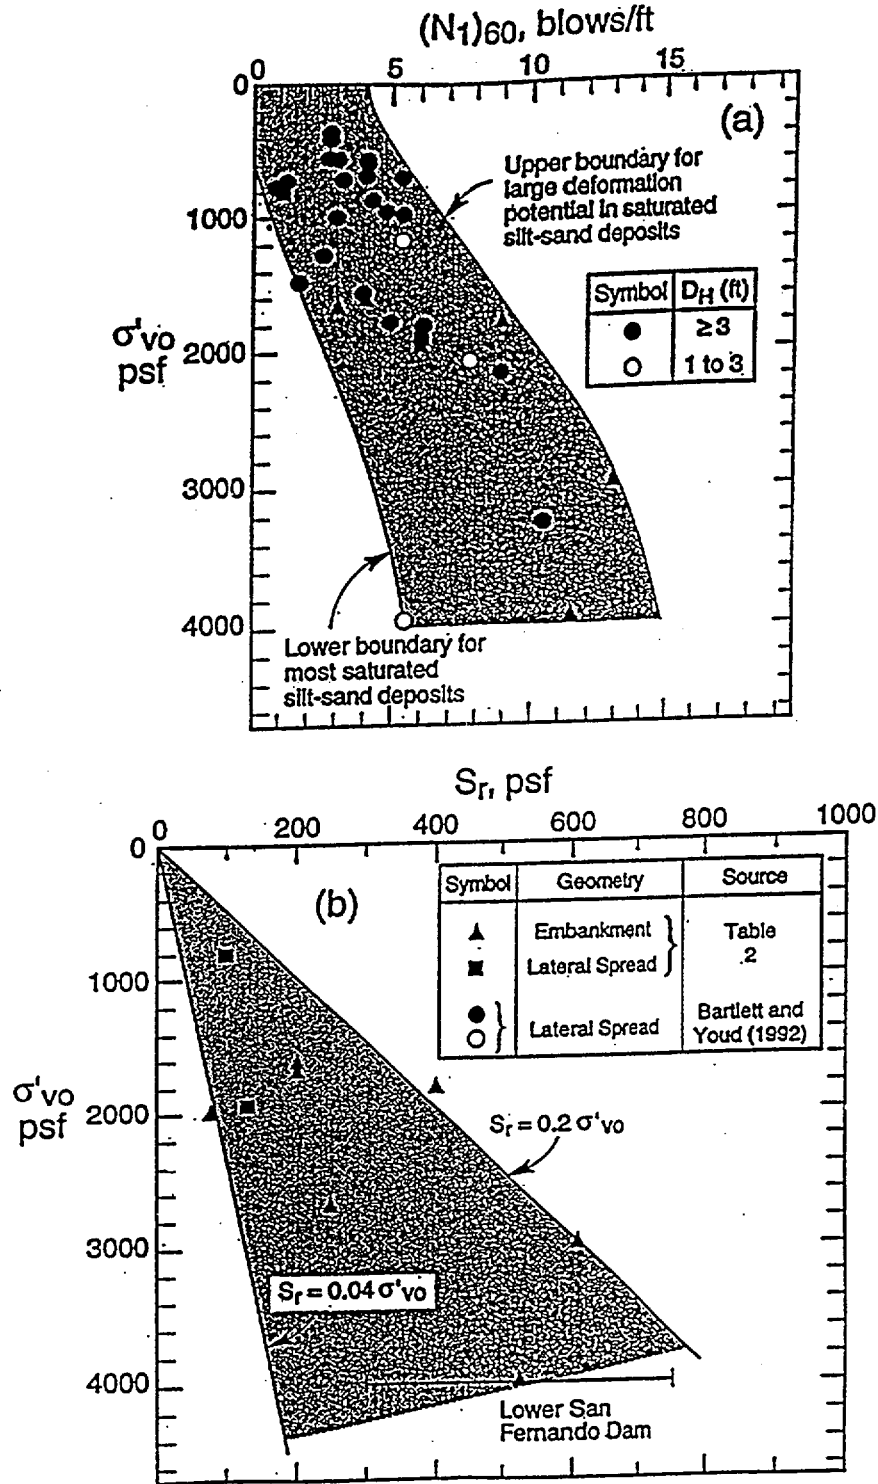 (N1)60, blows/ft
0 5 10 15
0
(a)
Upper boundary for
large deformation
potential in saturated
silt-sand deposits
1000
Symbol DH (ft)
≥3
1 to 3
σ'vo
psf
2000
3000
4000
Lower boundary for
most saturated
silt-sand deposits
Sr, psf
0 200 400 600 800 1000
0
(b)
Symbol Geometry Source
Embankment
Lateral Spread
Table
2
Lateral Spread
Bartlett and
Youd (1992)
1000
σ'vo
psf
2000
Sr = 0.2 σ'vo
3000
Sr = 0.04 σ'vo
4000
Lower San
Fernando Dam